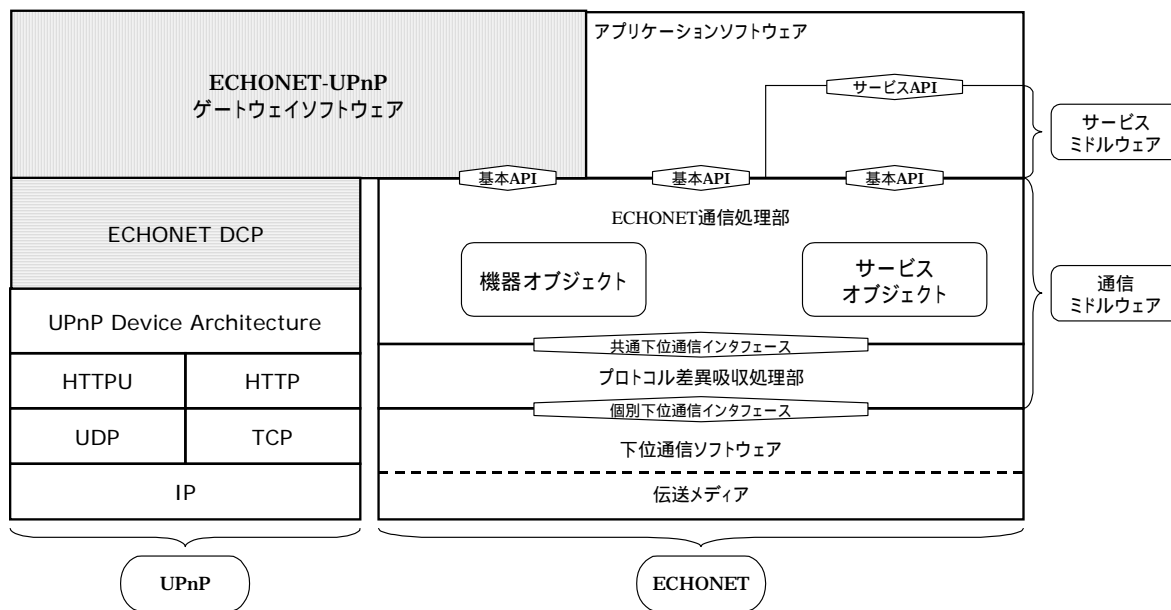 アプリケーションソフトウェア
ECHONET-UPnP
ゲートウェイソフトウェア
サービスAPI
サービス
ミドルウェア
基本API
基本API
基本API
ECHONET DCP
ECHONET通信処理部
機器オブジェクト
サービス
オブジェクト
通信
ミドルウェア
UPnP Device Architecture
共通下位通信インタフェース
HTTPU
HTTP
プロトコル差異吸収処理部
個別下位通信インタフェース
UDP
TCP
下位通信ソフトウェア
IP
伝送メディア
UPnP
ECHONET